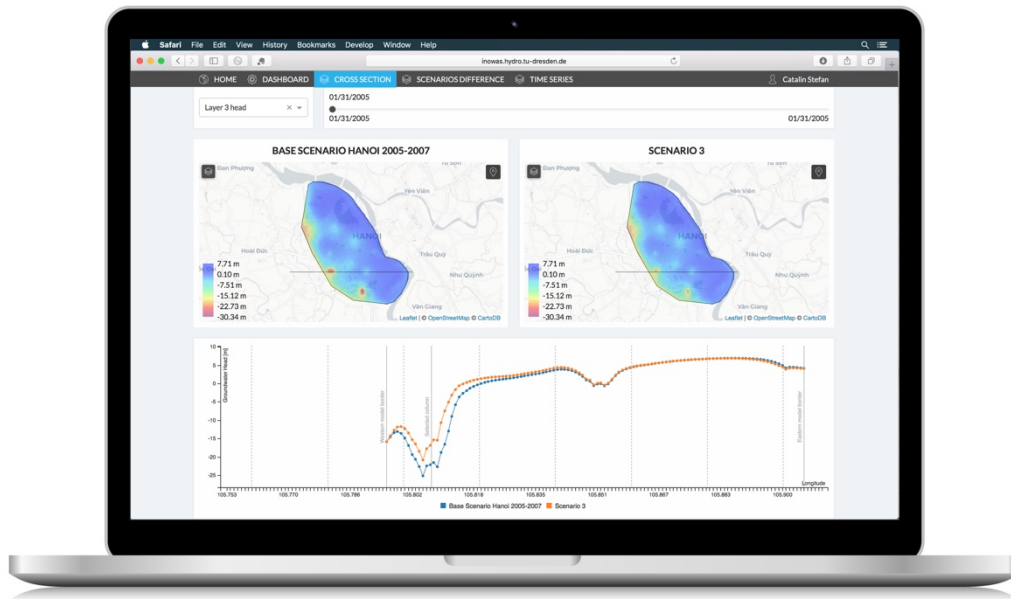 Safari File Edit View History Bookmarks Develop Window Help
inowas.hydro.tu-dresden.de
HOME DASHBOARD CROSS SECTION SCENARIOS DIFFERENCE TIME SERIES Catalin Stefan
Layer 3 head
01/31/2005
01/31/2005 01/31/2005
BASE SCENARIO HANOI 2005-2007
Đan Phượng
Yên Viên
HANOI
Hoài Đức
Trâu Quỳ
Như Quỳnh
Văn Giang
7.71 m
0.10 m
-7.51 m
-15.12 m
-22.73 m
-30.34 m
Leaflet | © OpenStreetMap © CartoDB
SCENARIO 3
Đan Phượng
Yên Viên
HANOI
Hoài Đức
Trâu Quỳ
Như Quỳnh
Văn Giang
7.71 m
0.10 m
-7.51 m
-15.12 m
-22.73 m
-30.34 m
Leaflet | © OpenStreetMap © CartoDB
Groundwater Head [m]
10
5
0
-5
-10
-15
-20
-25
Western model border
Selected column
Eastern model border
Longitude
105.753 105.770 105.786 105.802 105.818 105.835 105.851 105.867 105.883 105.900
Base Scenario Hanoi 2005-2007 Scenario 3